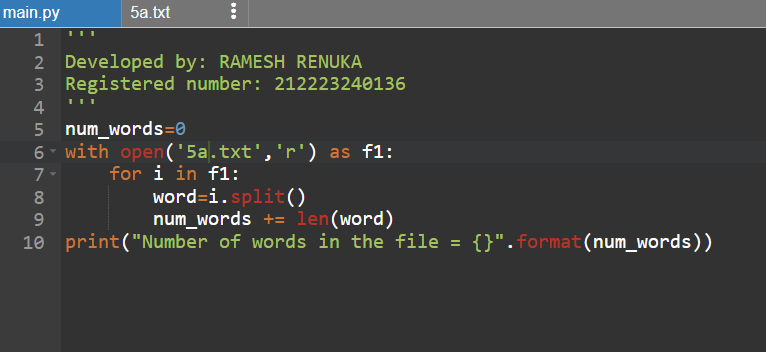 main.py 5a.txt
1 '''
2 Developed by: RAMESH RENUKA
3 Registered number: 212223240136
4 '''
5 num_words=0
6 with open('5a.txt','r') as f1:
7     for i in f1:
8         word=i.split()
9         num_words += len(word)
10 print("Number of words in the file = {}".format(num_words))